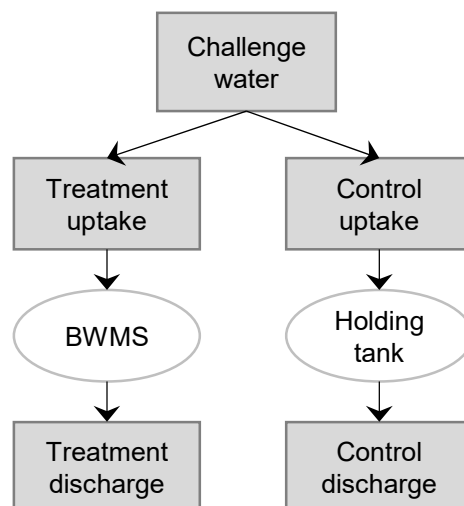 Challenge
water
Treatment
uptake
Control
uptake
BWMS
Holding
tank
Treatment
discharge
Control
discharge